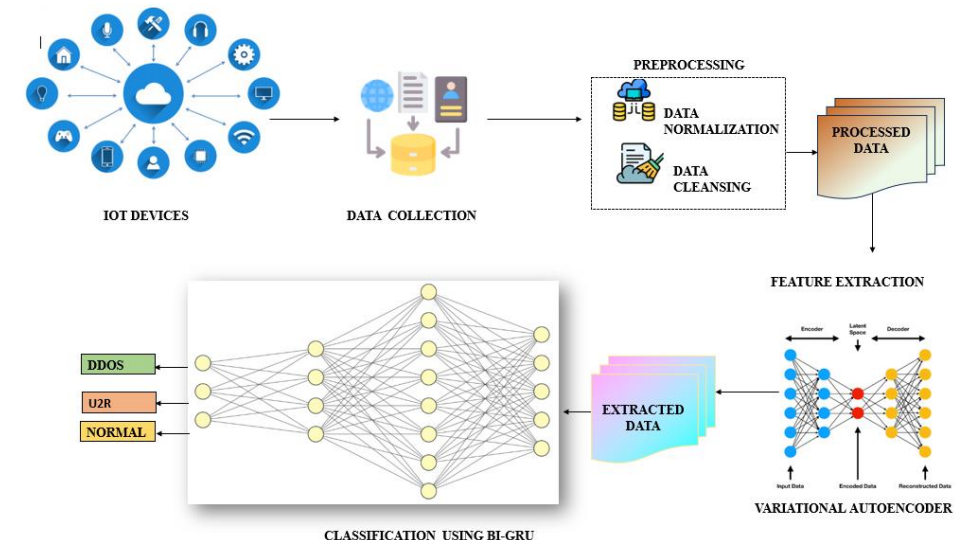 PREPROCESSING
DATA
NORMALIZATION
DATA
CLEANSING
PROCESSED
DATA
IOT DEVICES
DATA COLLECTION
FEATURE EXTRACTION
Encoder
Latent
Space
Decoder
Input Data
Encoded Data
Reconstructed Data
VARIATIONAL AUTOENCODER
EXTRACTED
DATA
DDOS
U2R
NORMAL
CLASSIFICATION USING BI-GRU